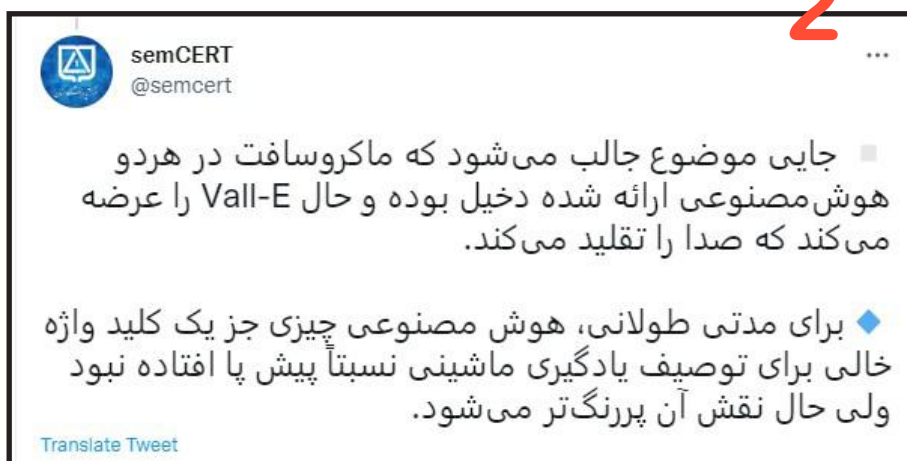 2
semCERT
@semcert
جایی موضوع جالب می‌شود که ماکروسافت در هردو
هوش‌مصنوعی ارائه شده دخیل بوده و حال Vall-E را عرضه
می‌کند که صدا را تقلید می‌کند.
برای مدتی طولانی، هوش مصنوعی چیزی جز یک کلید واژه
خالی برای توصیف یادگیری ماشینی نسبتاً پیش پا افتاده نبود
ولی حال نقش آن پررنگ‌تر می‌شود.
Translate Tweet